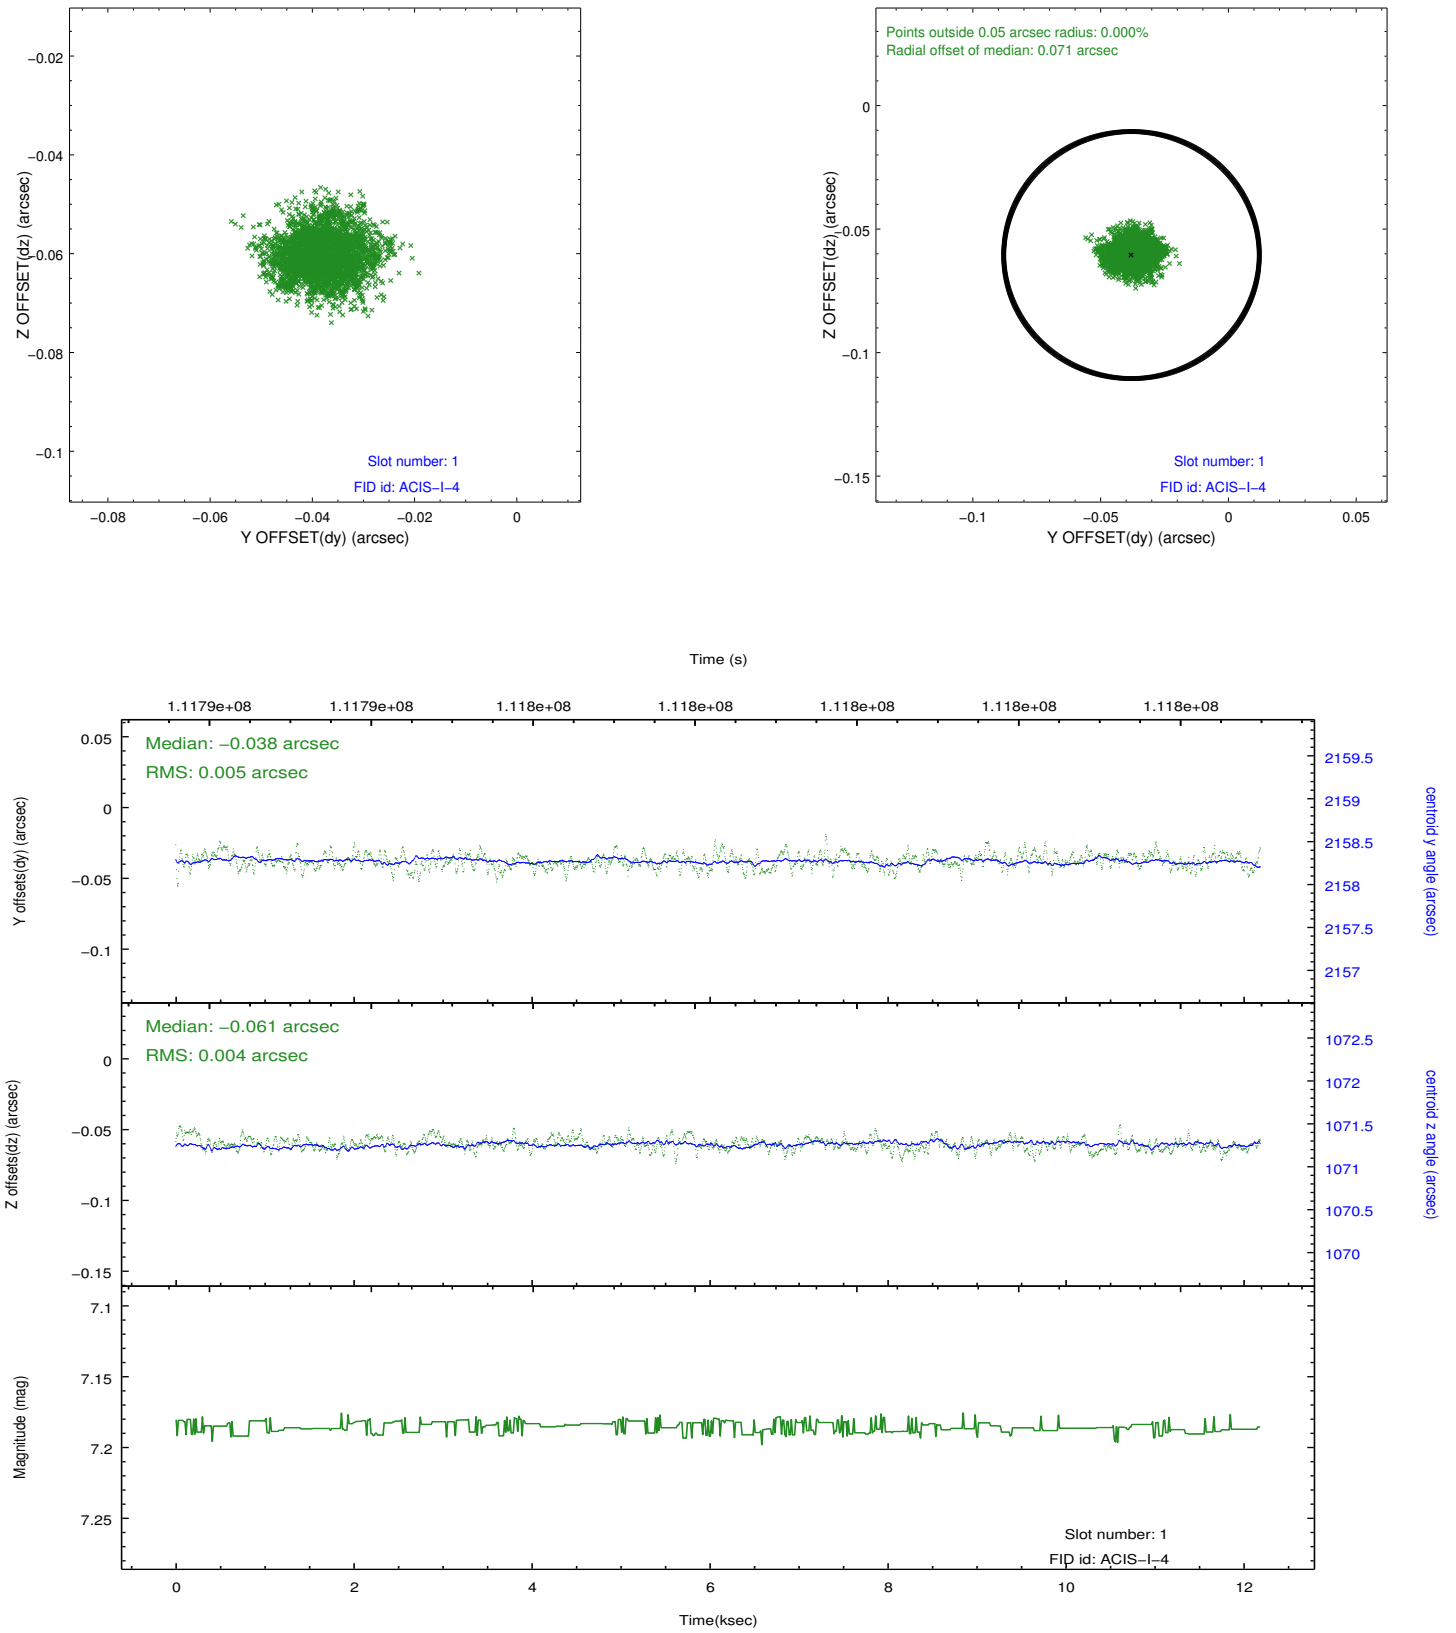 −0.02
−0.04
−0.06
−0.08
−0.1
Z OFFSET(dz) (arcsec)
Slot number: 1
FID id: ACIS−I−4
−0.08 −0.06 −0.04 −0.02 0
Y OFFSET(dy) (arcsec)
Points outside 0.05 arcsec radius: 0.000%
Radial offset of median: 0.071 arcsec
0
−0.05
−0.1
−0.15
Z OFFSET(dz) (arcsec)
Slot number: 1
FID id: ACIS−I−4
−0.1 −0.05 0 0.05
Y OFFSET(dy) (arcsec)
Time (s)
1.1179e+08 1.1179e+08 1.118e+08 1.118e+08 1.118e+08 1.118e+08 1.118e+08
Median: −0.038 arcsec
RMS: 0.005 arcsec
0.05
0
−0.05
−0.1
Y offsets(dy) (arcsec)
2159.5
2159
2158.5
2158
2157.5
2157
centroid y angle (arcsec)
Median: −0.061 arcsec
RMS: 0.004 arcsec
0
−0.05
−0.1
−0.15
Z offsets(dz) (arcsec)
1072.5
1072
1071.5
1071
1070.5
1070
centroid z angle (arcsec)
7.1
7.15
7.2
7.25
Magnitude (mag)
Slot number: 1
FID id: ACIS−I−4
0 2 4 6 8 10 12
Time(ksec)